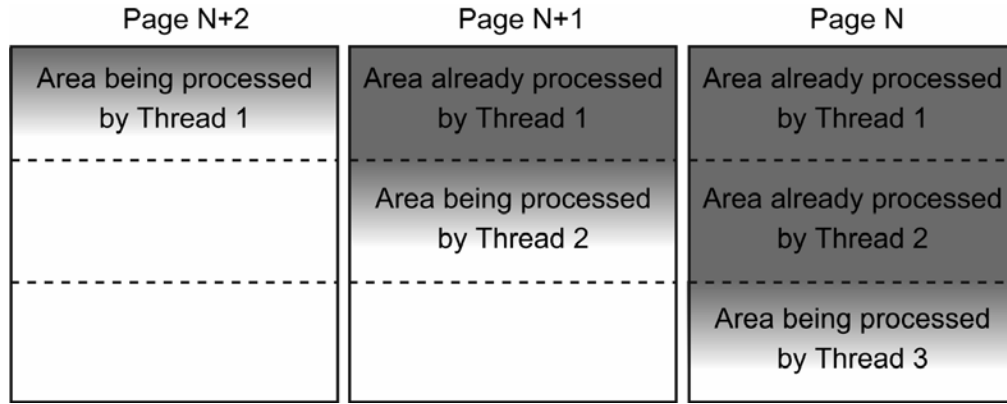 Page N+2
Page N+1
Page N
Area being processed
by Thread 1
Area already processed
by Thread 1
Area already processed
by Thread 1
Area being processed
by Thread 2
Area already processed
by Thread 2
Area being processed
by Thread 3